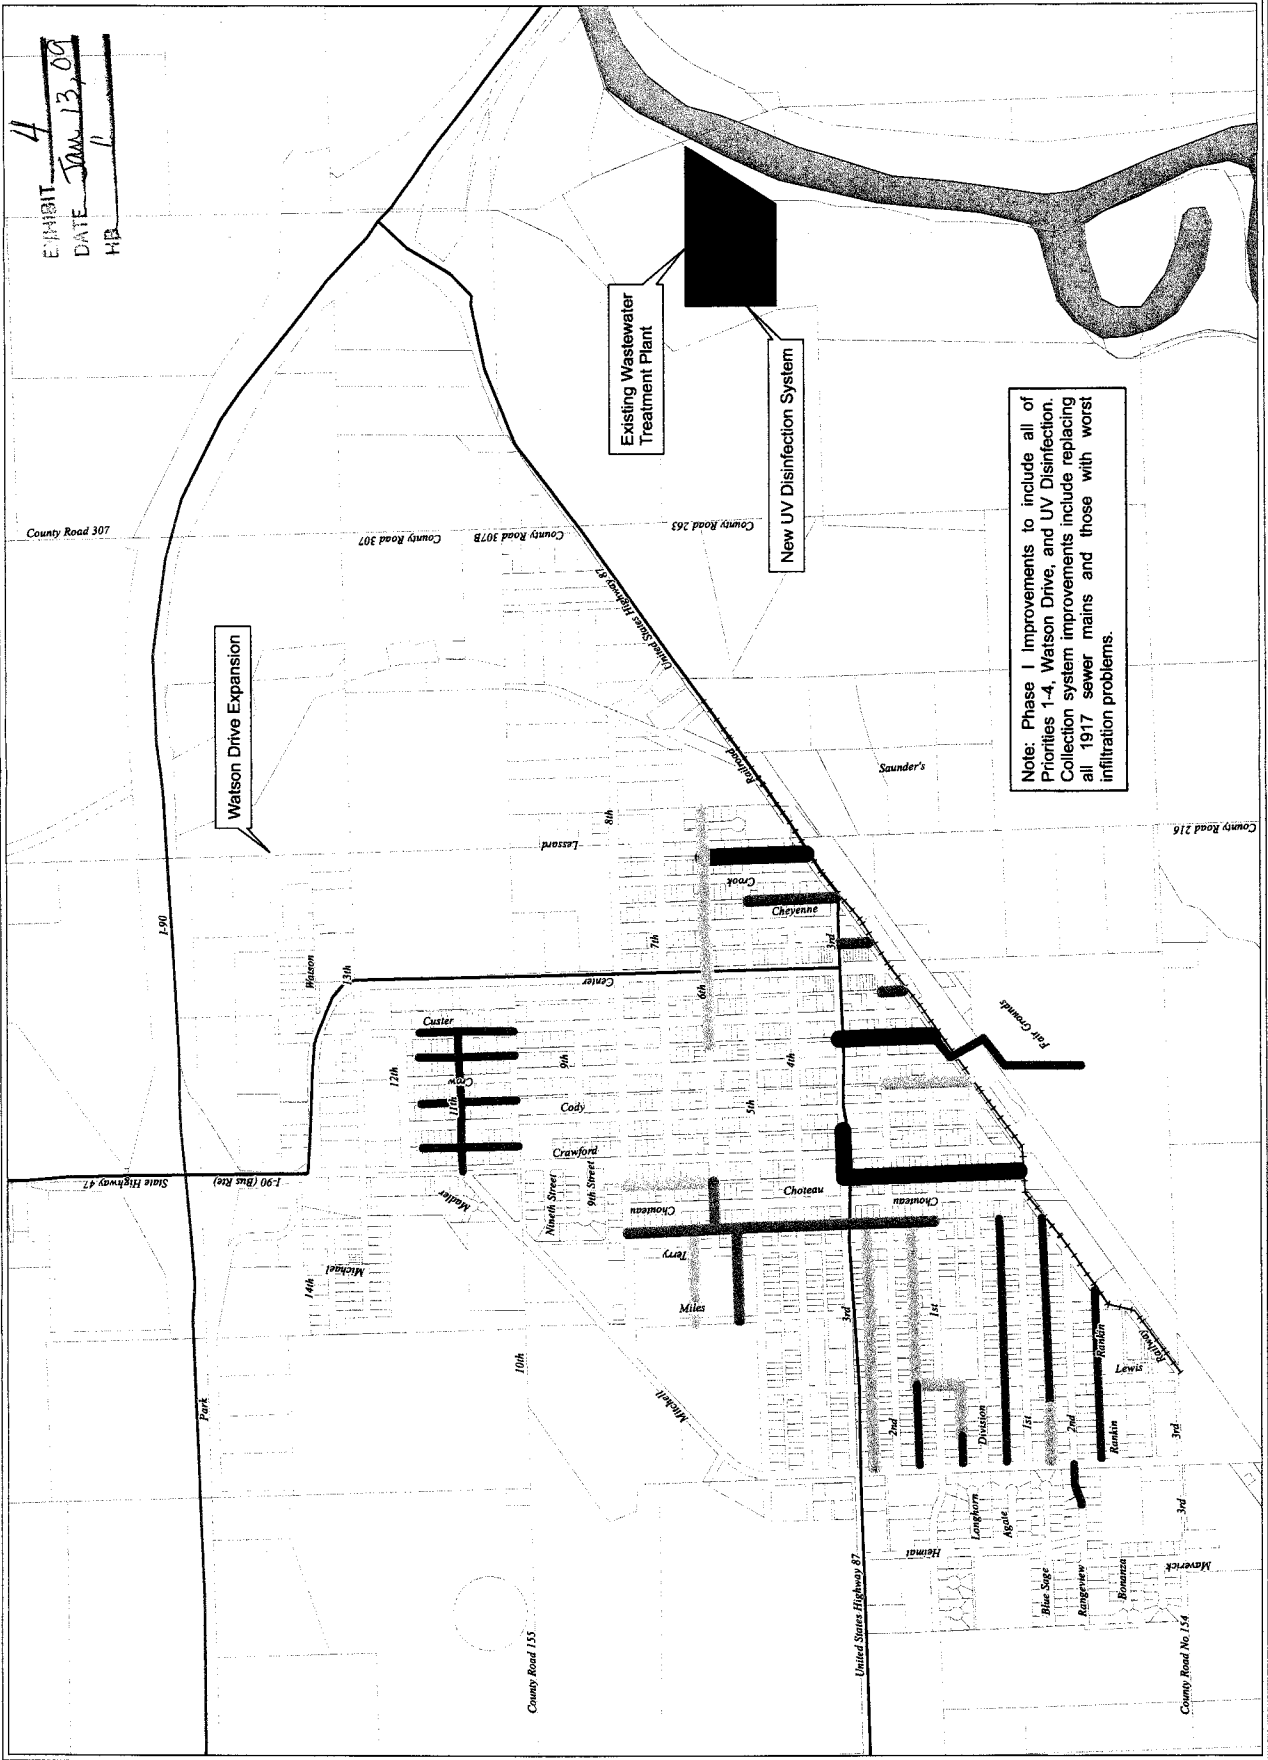 EXHIBIT 4
DATE Jan 13, 09
HB 11
County Road 307
County Road 307
County Road 307B
County Road 263
Existing Wastewater
Treatment Plant
New UV Disinfection System
Watson Drive Expansion
United States Highway 87
Railroad
Saunder's
County Road 216
Note: Phase I Improvements to include all of
Priorities 1-4, Watson Drive, and UV Disinfection.
Collection system improvements include replacing
all 1917 sewer mains and those with worst
infiltration problems.
I-90
Lessard
8th
Crook
Cheyenne
7th
3rd
Watson
13th
Center
6th
Custer
12th
Crow
11th
9th
4th
Cody
5th
Fair Grounds
Crawford
State Highway 47
I-90 (Bus Rte)
Madler
Nineth Street
9th Street
Choteau
Chouteau
Chouteau
Terry
14th
Michael
Miles
3rd
1st
10th
Mitchell
Park
2nd
Division
1st
2nd
Rankin
Rankin
Lewis
Railway
3rd
Longhorn
Agate
3rd
Heimat
Blue Sage
Rangeview
Bonanza
Maverick
County Road 155
United States Highway 87
County Road No 154